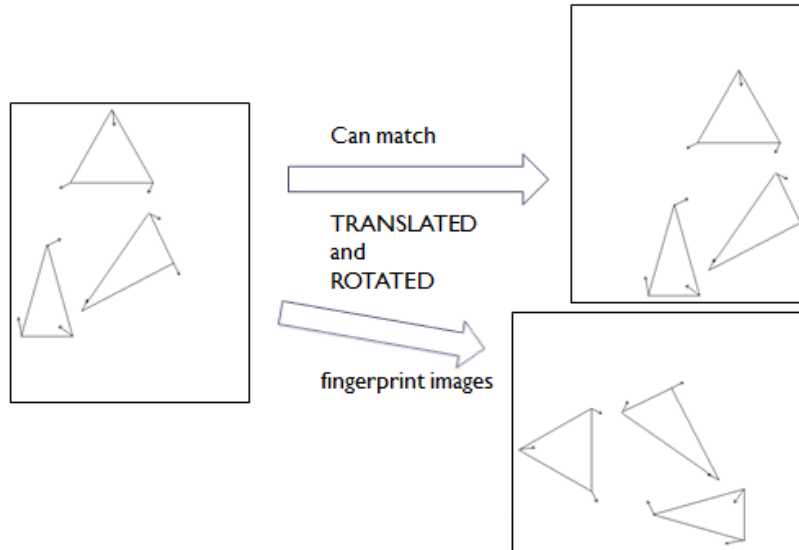 Can match
TRANSLATED
and
ROTATED
fingerprint images